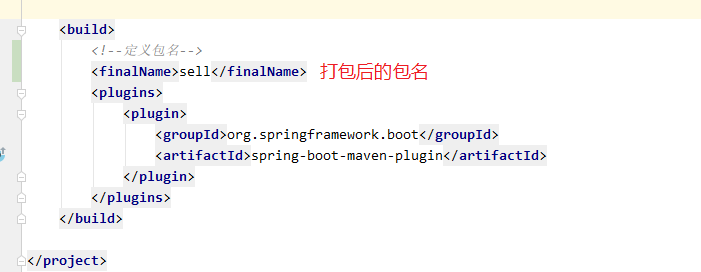 <build>
<!--定义包名-->
<finalName>sell</finalName> 打包后的包名
<plugins>
<plugin>
<groupId>org.springframework.boot</groupId>
<artifactId>spring-boot-maven-plugin</artifactId>
</plugin>
</plugins>
</build>
</project>